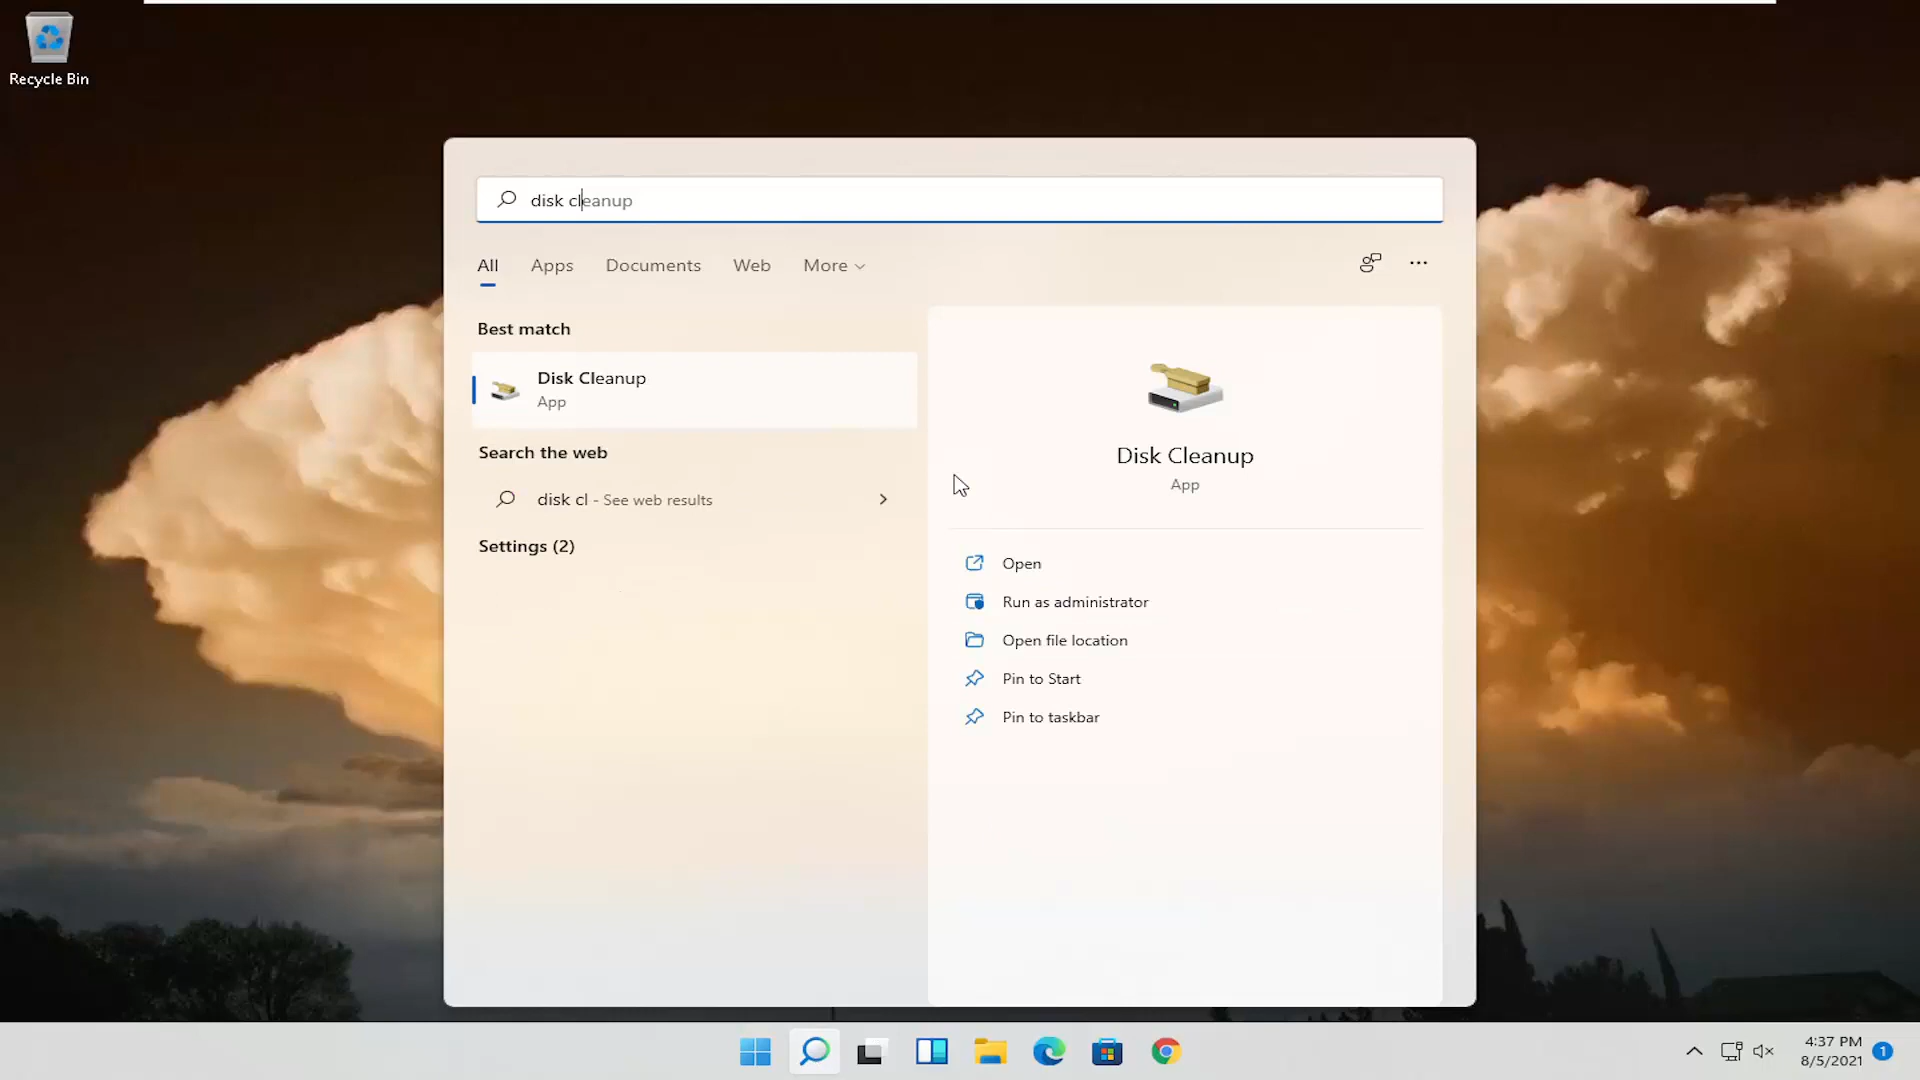 Recycle Bin
disk cleanup
All Apps Documents Web More
Best match
Disk Cleanup
App
Search the web
disk cl - See web results
Settings (2)
Disk Cleanup
App
Open
Run as administrator
Open file location
Pin to Start
Pin to taskbar
4:37 PM
8/5/2021
1